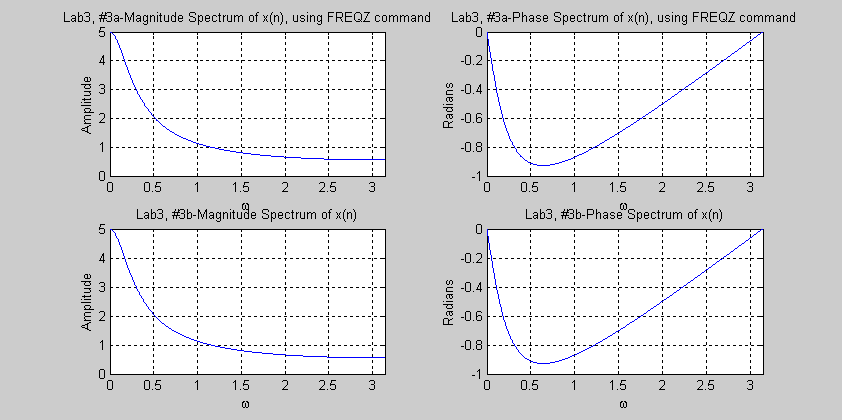 Lab3, #3a-Magnitude Spectrum of x(n), using FREQZ command
5
4
3
2
1
0
Amplitude
0 0.5 1 1.5 2 2.5 3
ω
Lab3, #3a-Phase Spectrum of x(n), using FREQZ command
0
-0.2
-0.4
-0.6
-0.8
-1
Radians
0 0.5 1 1.5 2 2.5 3
ω
Lab3, #3b-Magnitude Spectrum of x(n)
5
4
3
2
1
0
Amplitude
0 0.5 1 1.5 2 2.5 3
ω
Lab3, #3b-Phase Spectrum of x(n)
0
-0.2
-0.4
-0.6
-0.8
-1
Radians
0 0.5 1 1.5 2 2.5 3
ω